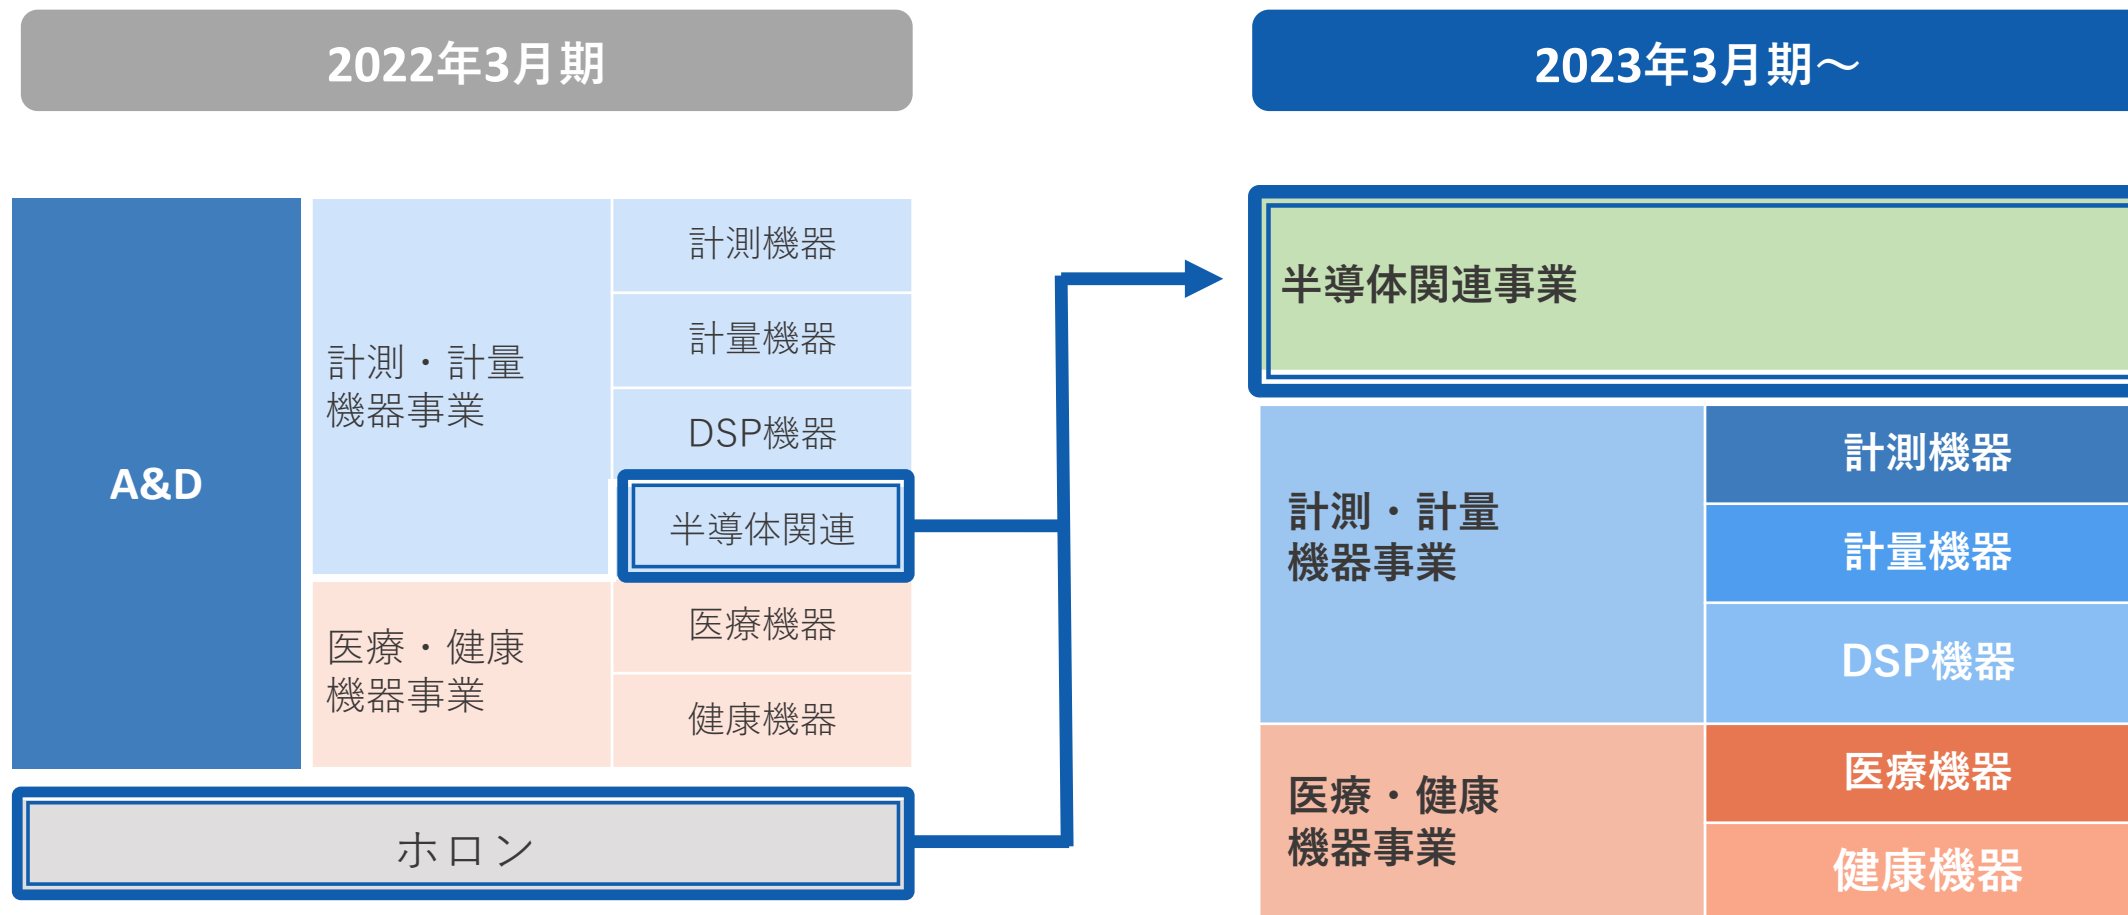 2022年3月期
2023年3月期～
A&D
計測・計量
機器事業
計測機器
計量機器
DSP機器
半導体関連
医療・健康
機器事業
医療機器
健康機器
ホロン
半導体関連事業
計測・計量
機器事業
計測機器
計量機器
DSP機器
医療・健康
機器事業
医療機器
健康機器